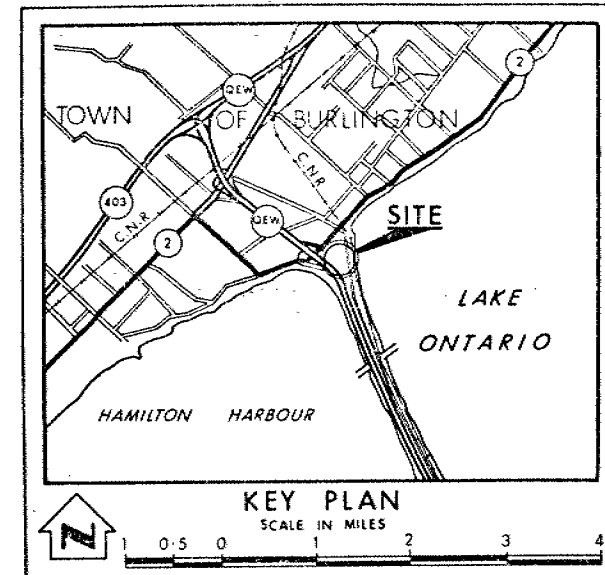 2
QEW
TOWN OF BURLINGTON
C.N.R
403
C.N.R
QEW
SITE
2
LAKE
ONTARIO
HAMILTON HARBOUR
KEY PLAN
SCALE IN MILES
N
1 0·5 0 1 2 3 4